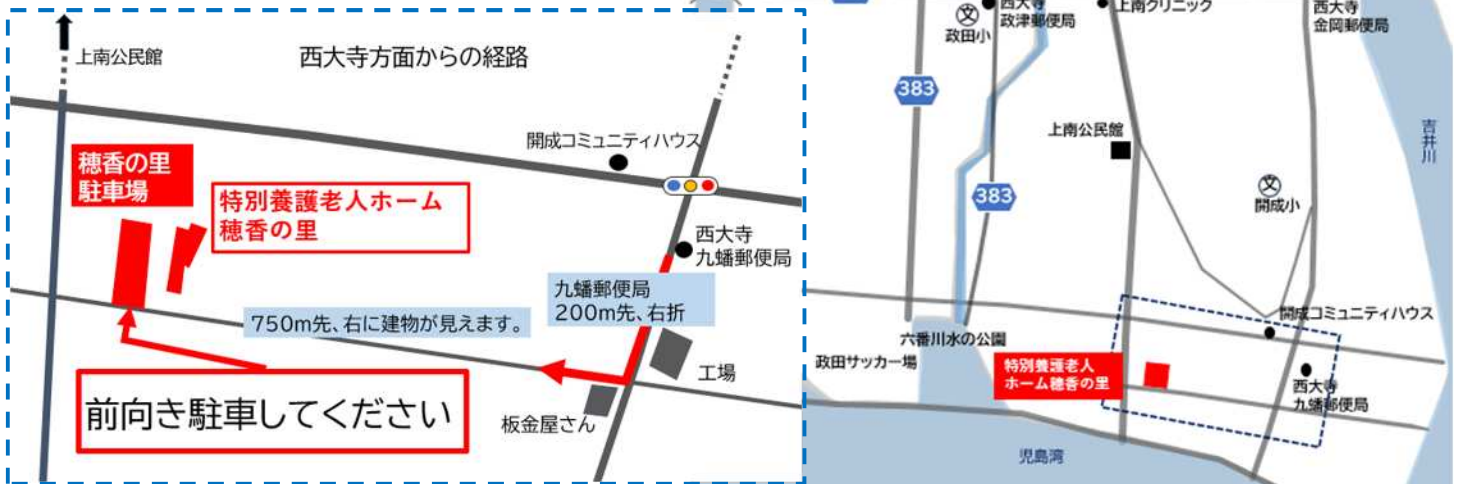 上南公民館
西大寺方面からの経路
開成コミュニティハウス
穂香の里
駐車場
特別養護老人ホーム
穂香の里
西大寺
九蟠郵便局
九蟠郵便局
200m先、右折
750m先、右に建物が見えます。
工場
前向き駐車してください
板金屋さん
西大寺
政津郵便局
文
政田小
上南クリニック
西大寺
金岡郵便局
383
上南公民館
吉井川
383
文
開成小
開成コミュニティハウス
六番川水の公園
政田サッカー場
特別養護老人
ホーム穂香の里
西大寺
九蟠郵便局
児島湾